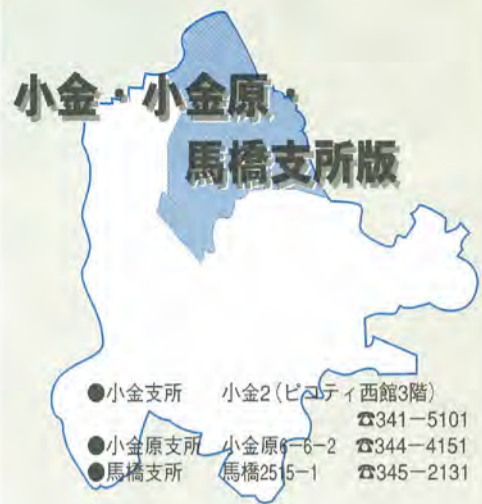 小金・小金原・
馬橋支所版
●小金支所 小金2（ピコティ西館3階）
☎341－5101
●小金原支所 小金原6－6－2 ☎344－4151
●馬橋支所 馬橋2515－1 ☎345－2131